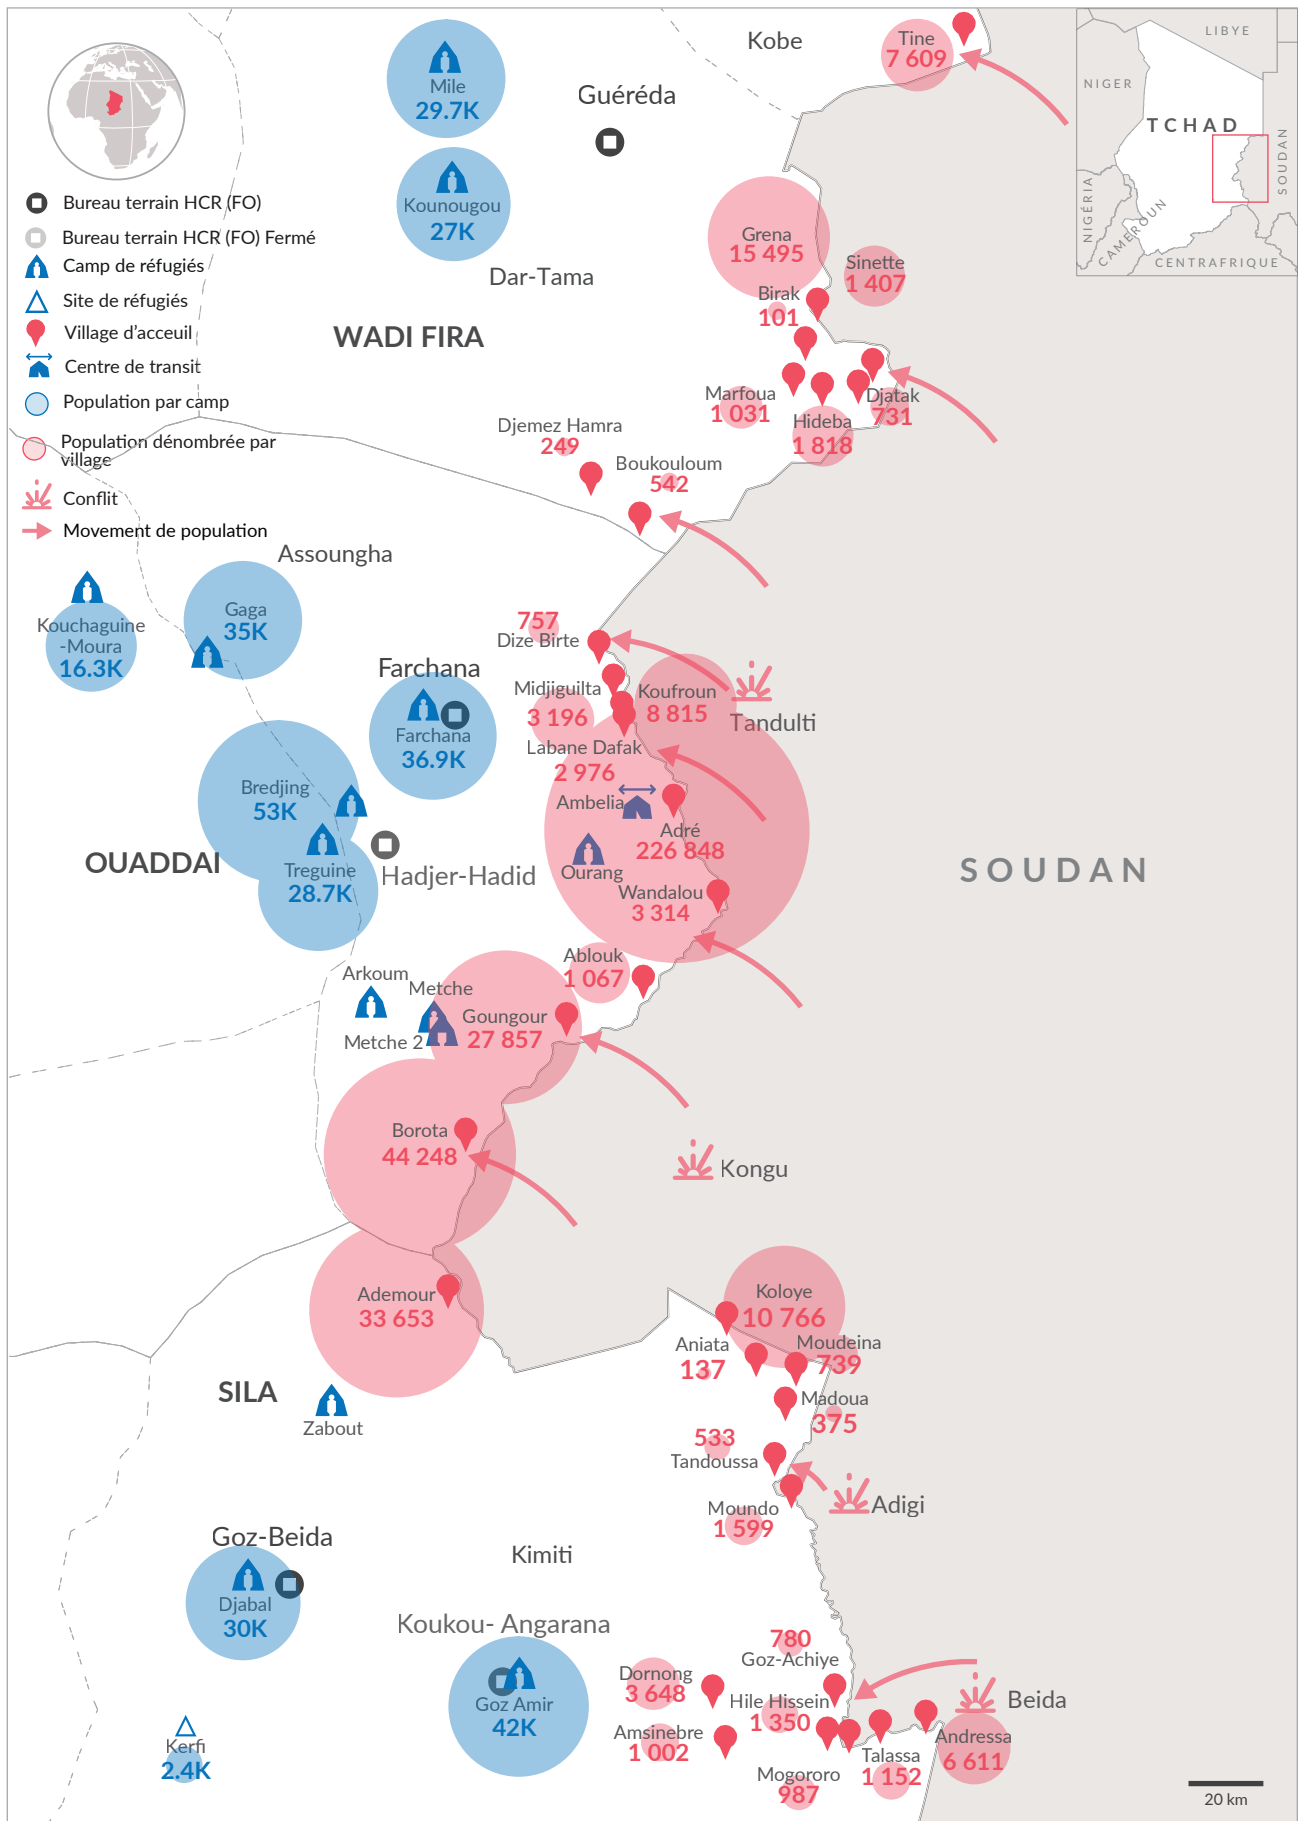 Kobe
Tine
7 609
LIBYE
NIGER
TCHAD
SOUDAN
NIGÉRIA
CAMEROUN
CENTRAFRIQUE
Mile
29.7K
Guéréda
Kounougou
27K
Dar-Tama
WADI FIRA
Bureau terrain HCR (FO)
Bureau terrain HCR (FO) Fermé
Camp de réfugiés
Site de réfugiés
Village d'acceuil
Centre de transit
Population par camp
Population dénombrée par
village
Conflit
Movement de population
Grena
15 495
Sinette
1 407
Birak
101
Marfoua
1 031
Djatak
731
Hideba
1 818
Djemez Hamra
249
Boukouloum
542
Assoungha
Kouchaguine
-Moura
16.3K
Gaga
35K
757
Dize Birte
Farchana
Farchana
36.9K
Midjiguilta
3 196
Koufroun
8 815
Tandulti
Labane Dafak
2 976
Bredjing
53K
Ambelia
Adré
226 848
OUADDAI
Treguine
28.7K
Hadjer-Hadid
Ourang
Wandalou
3 314
SOUDAN
Ablouk
1 067
Arkoum
Metche
Metche 2
Goungour
27 857
Borota
44 248
Kongu
Ademour
33 653
Koloye
10 766
Aniata
137
Moudeina
739
SILA
Zabout
Madoua
375
533
Tandoussa
Moundo
1 599
Adigi
Goz-Beida
Djabal
30K
Kimiti
Koukou- Angarana
Goz Amir
42K
780
Goz-Achiye
Dornong
3 648
Hile Hissein
1 350
Beida
Kerfi
2.4K
Amsinebre
1 002
Andressa
6 611
Talassa
1 152
Mogororo
987
20 km